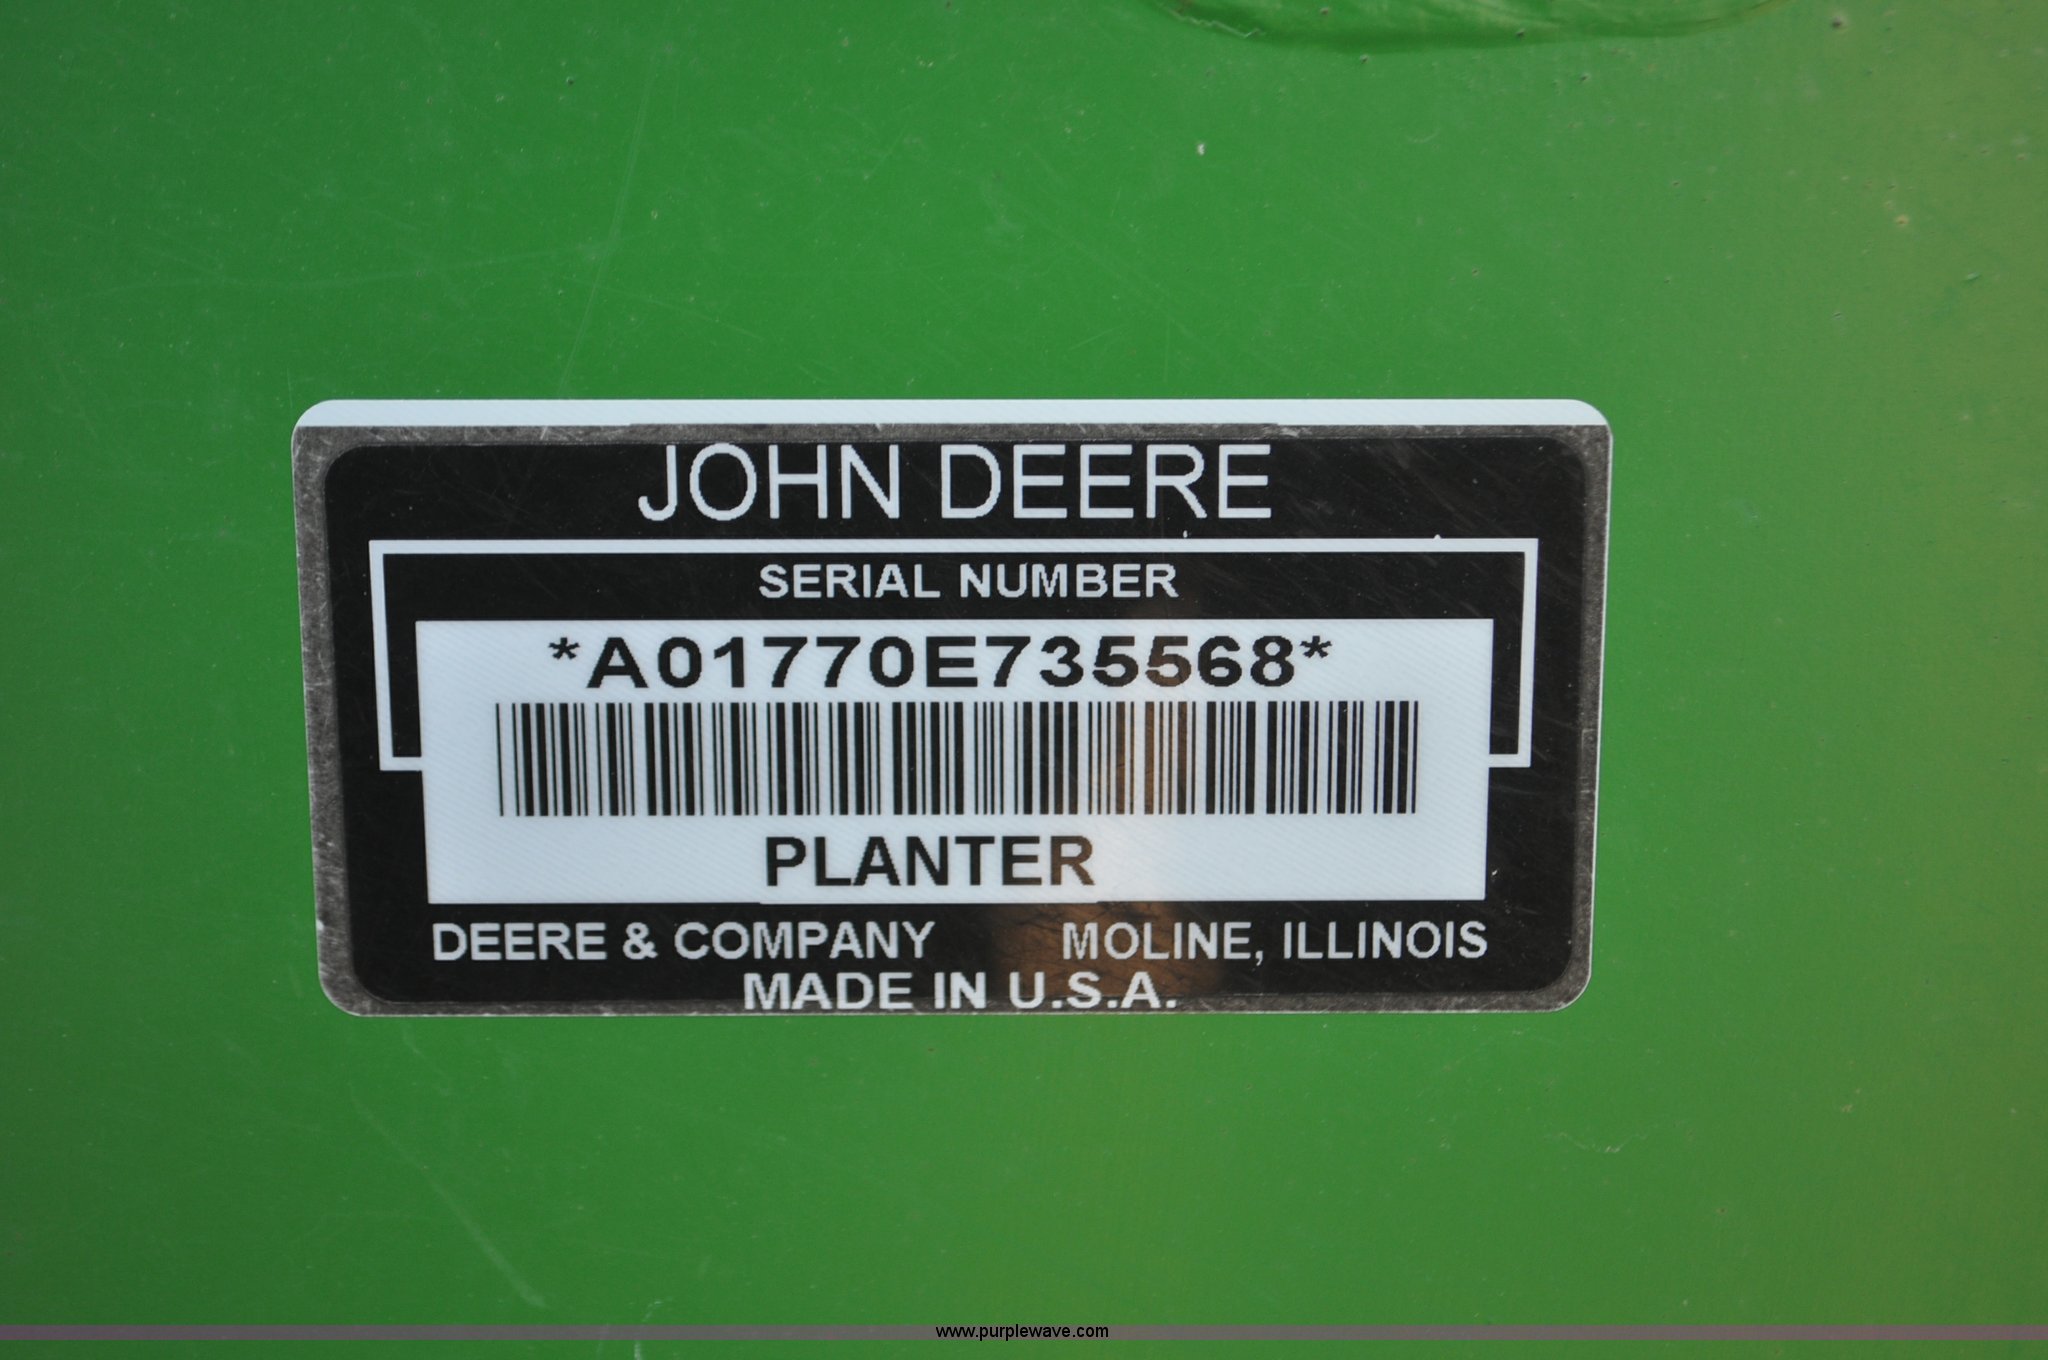 JOHN DEERE
SERIAL NUMBER
*A01770E735568*
PLANTER
DEERE & COMPANY MOLINE, ILLINOIS
MADE IN U.S.A.
www.purplewave.com